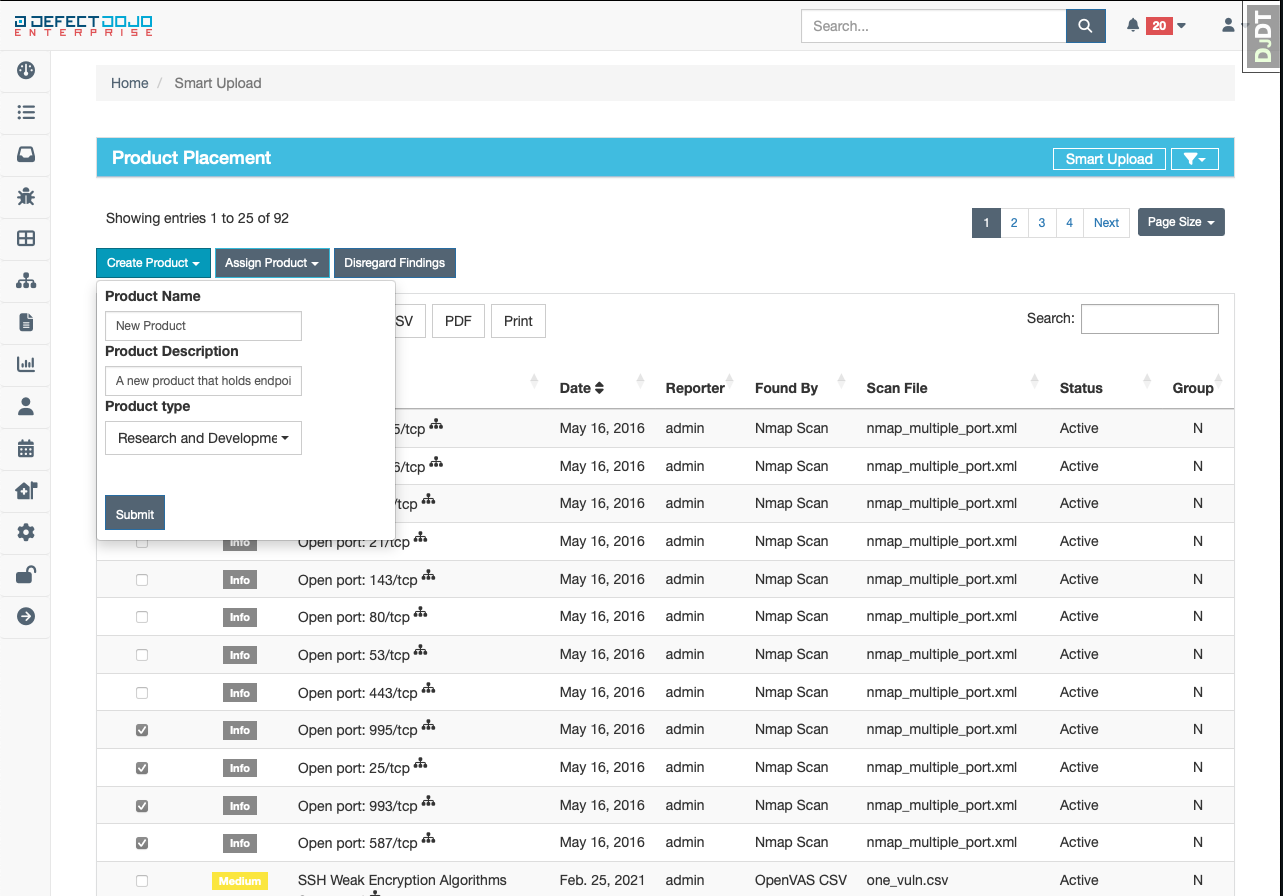 DEFECTDOJO
ENTERPRISE
Search...
20
DJDT
Home / Smart Upload
Product Placement
Smart Upload
Showing entries 1 to 25 of 92
1 2 3 4 Next
Page Size
Create Product
Assign Product
Disregard Findings
Product Name
New Product
Product Description
A new product that holds endpoi
Product type
Research and Developme
Submit
SV PDF Print
Search:
Date Reporter Found By Scan File Status Group
5/tcp May 16, 2016 admin Nmap Scan nmap_multiple_port.xml Active N
/tcp May 16, 2016 admin Nmap Scan nmap_multiple_port.xml Active N
/tcp May 16, 2016 admin Nmap Scan nmap_multiple_port.xml Active N
Info Open port: 21/tcp May 16, 2016 admin Nmap Scan nmap_multiple_port.xml Active N
Info Open port: 143/tcp May 16, 2016 admin Nmap Scan nmap_multiple_port.xml Active N
Info Open port: 80/tcp May 16, 2016 admin Nmap Scan nmap_multiple_port.xml Active N
Info Open port: 53/tcp May 16, 2016 admin Nmap Scan nmap_multiple_port.xml Active N
Info Open port: 443/tcp May 16, 2016 admin Nmap Scan nmap_multiple_port.xml Active N
Info Open port: 995/tcp May 16, 2016 admin Nmap Scan nmap_multiple_port.xml Active N
Info Open port: 25/tcp May 16, 2016 admin Nmap Scan nmap_multiple_port.xml Active N
Info Open port: 993/tcp May 16, 2016 admin Nmap Scan nmap_multiple_port.xml Active N
Info Open port: 587/tcp May 16, 2016 admin Nmap Scan nmap_multiple_port.xml Active N
Medium SSH Weak Encryption Algorithms Feb. 25, 2021 admin OpenVAS CSV one_vuln.csv Active N